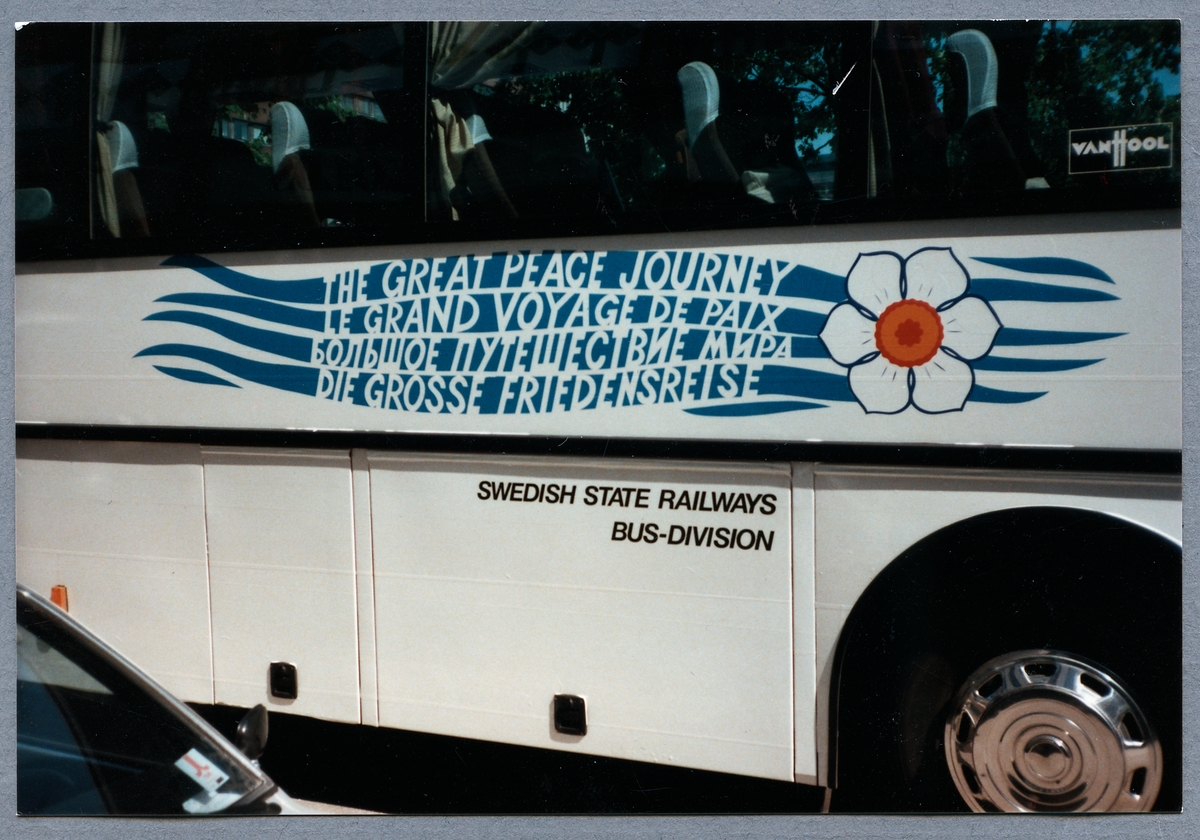 VANHOOL
THE GREAT PEACE JOURNEY
LE GRAND VOYAGE DE PAIX
БОЛЬШОЕ ПУТЕШЕСТВИЕ МИРА
DIE GROSSE FRIEDENSREISE
SWEDISH STATE RAILWAYS
BUS-DIVISION